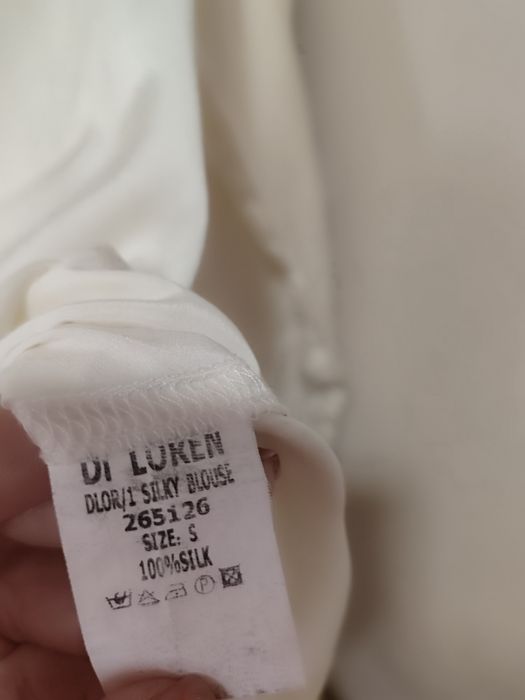 DI LOREN
DLOR/1 SILKY BLOUSE
265126
SIZE: S
100%SILK